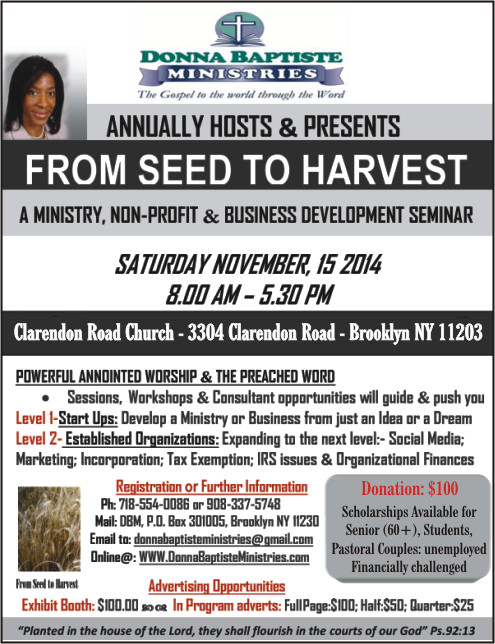 DONNA BAPTISTE
MINISTRIES
The Gospel to the world through the Word
ANNUALLY HOSTS & PRESENTS
FROM SEED TO HARVEST
A MINISTRY, NON-PROFIT & BUSINESS DEVELOPMENT SEMINAR
SATURDAY NOVEMBER, 15 2014
8.00 AM – 5.30 PM
Clarendon Road Church - 3304 Clarendon Road - Brooklyn NY 11203
POWERFUL ANNOINTED WORSHIP & THE PREACHED WORD
• Sessions, Workshops & Consultant opportunities will guide & push you
Level 1-Start Ups: Develop a Ministry or Business from just an Idea or a Dream
Level 2- Established Organizations: Expanding to the next level:- Social Media;
Marketing; Incorporation; Tax Exemption; IRS issues & Organizational Finances
Registration or Further Information
Ph: 718-554-0086 or 908-337-5748
Mail: DBM, P.O. Box 301005, Brooklyn NY 11230
Email to: donnabaptisteministries@gmail.com
Online@: WWW.DonnaBaptisteMinistries.com
Donation: $100
Scholarships Available for
Senior (60+), Students,
Pastoral Couples: unemployed
Financially challenged
From Seed to Harvest
Advertising Opportunities
Exhibit Booth: $100.00 In Program adverts: Full Page:$100; Half:$50; Quarter:$25
"Planted in the house of the Lord, they shall flourish in the courts of our God" Ps.92:13